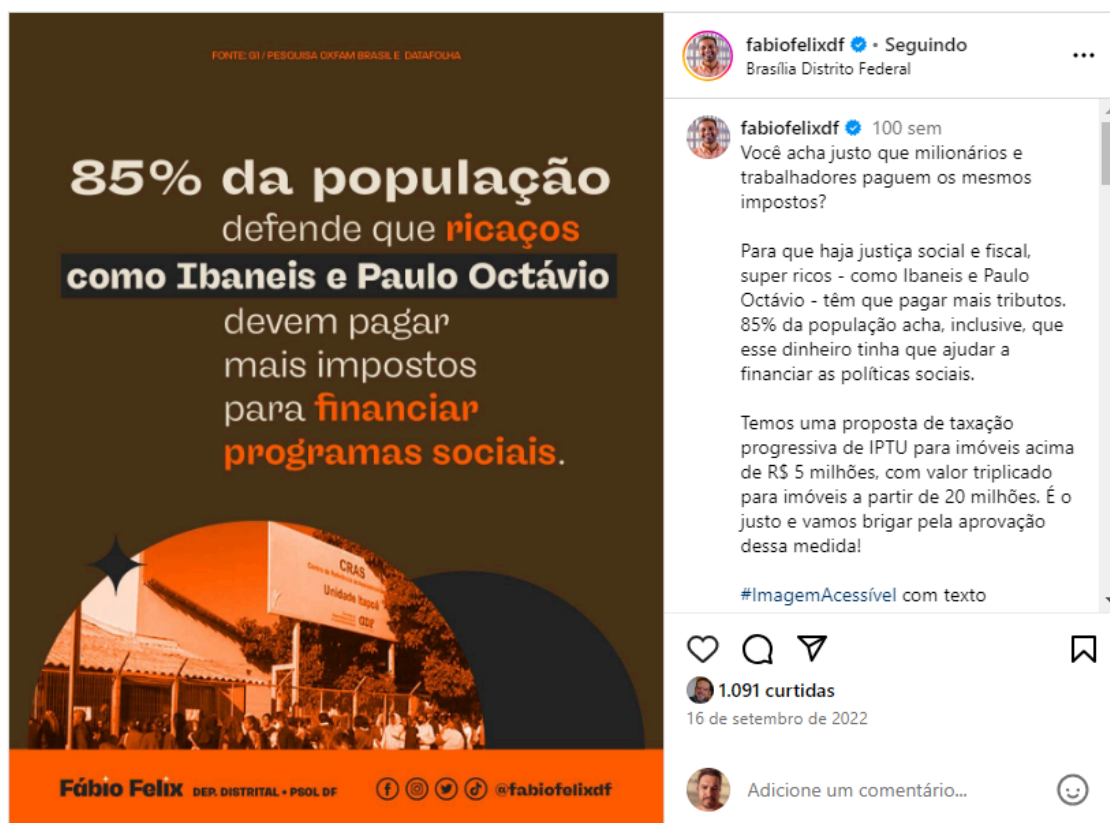 FONTE: G1 / PESQUISA OXFAM BRASIL E DATAFOLHA
85% da população
defende que ricaços
como Ibaneis e Paulo Octávio
devem pagar
mais impostos
para financiar
programas sociais.
CRAS
Unidade Itapoã
GDF
Fábio Felix DEP. DISTRITAL • PSOL DF @fabiofelixdf
fabiofelixdf • Seguindo
Brasília Distrito Federal
fabiofelixdf 100 sem
Você acha justo que milionários e
trabalhadores paguem os mesmos
impostos?
Para que haja justiça social e fiscal,
super ricos - como Ibaneis e Paulo
Octávio - têm que pagar mais tributos.
85% da população acha, inclusive, que
esse dinheiro tinha que ajudar a
financiar as políticas sociais.
Temos uma proposta de taxação
progressiva de IPTU para imóveis acima
de R$ 5 milhões, com valor triplicado
para imóveis a partir de 20 milhões. É o
justo e vamos brigar pela aprovação
dessa medida!
#ImagemAcessível com texto
1.091 curtidas
16 de setembro de 2022
Adicione um comentário...